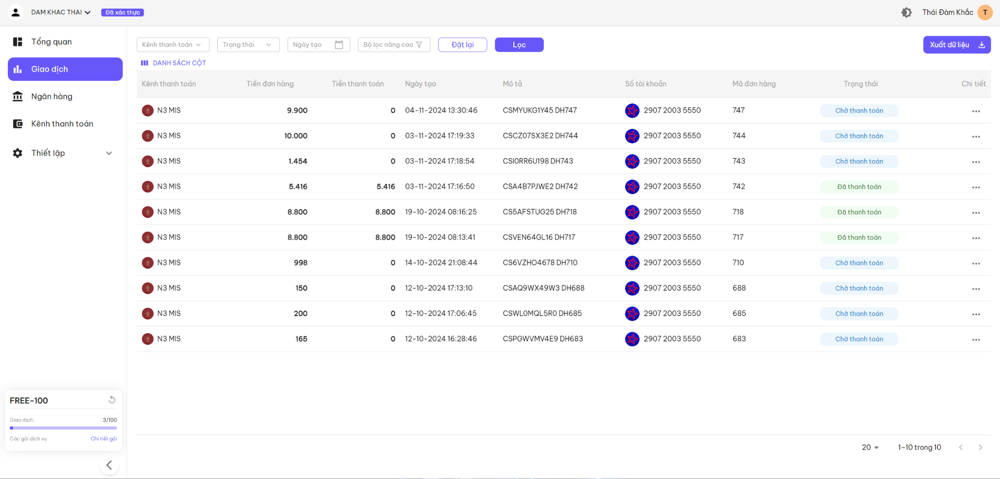 DAM KHAC THAI Đã xác thực Thái Đàm Khắc T
Tổng quan
Giao dịch
Ngân hàng
Kênh thanh toán
Thiết lập
FREE-100
Giao dịch: 3/100
Các gói dịch vụ Chi tiết gói
Kênh thanh toán Trạng thái Ngày tạo Bộ lọc nâng cao Đặt lại Lọc Xuất dữ liệu
DANH SÁCH CỘT
Kênh thanh toán Tiền đơn hàng Tiền thanh toán Ngày tạo Mô tả Số tài khoản Mã đơn hàng Trạng thái Chi tiết
N3 MIS 9.900 0 04-11-2024 13:30:46 CSMYUKG1Y45 DH747 2907 2003 5550 747 Chờ thanh toán
N3 MIS 10.000 0 03-11-2024 17:19:33 CSCZ07SX3E2 DH744 2907 2003 5550 744 Chờ thanh toán
N3 MIS 1.454 0 03-11-2024 17:18:54 CSI0RR6U198 DH743 2907 2003 5550 743 Chờ thanh toán
N3 MIS 5.416 5.416 03-11-2024 17:16:50 CSA4B7PJWE2 DH742 2907 2003 5550 742 Đã thanh toán
N3 MIS 8.800 8.800 19-10-2024 08:16:25 CS5AFSTUG25 DH718 2907 2003 5550 718 Đã thanh toán
N3 MIS 8.800 8.800 19-10-2024 08:13:41 CSVEN64GL16 DH717 2907 2003 5550 717 Đã thanh toán
N3 MIS 998 0 14-10-2024 21:08:44 CS6VZHO4678 DH710 2907 2003 5550 710 Chờ thanh toán
N3 MIS 150 0 12-10-2024 17:13:10 CSAQ9WX49W3 DH688 2907 2003 5550 688 Chờ thanh toán
N3 MIS 200 0 12-10-2024 17:06:45 CSWL0MQL5R0 DH685 2907 2003 5550 685 Chờ thanh toán
N3 MIS 165 0 12-10-2024 16:28:46 CSPGWVMV4E9 DH683 2907 2003 5550 683 Chờ thanh toán
20 1-10 trong 10